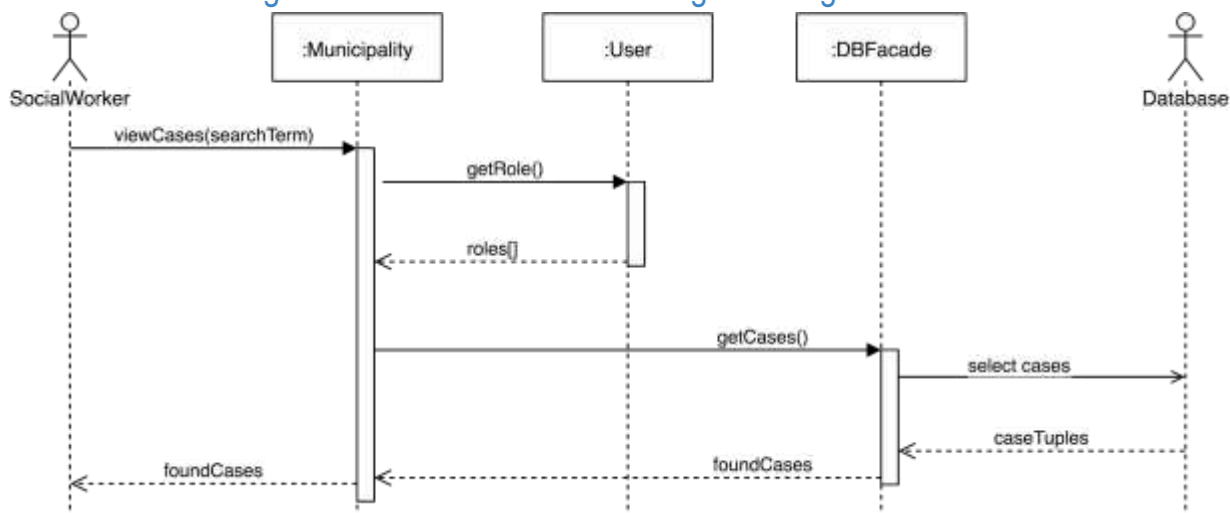 :Municipality
:User
:DBFacade
SocialWorker
Database
viewCases(searchTerm)
getRole()
roles[]
getCases()
select cases
caseTuples
foundCases
foundCases